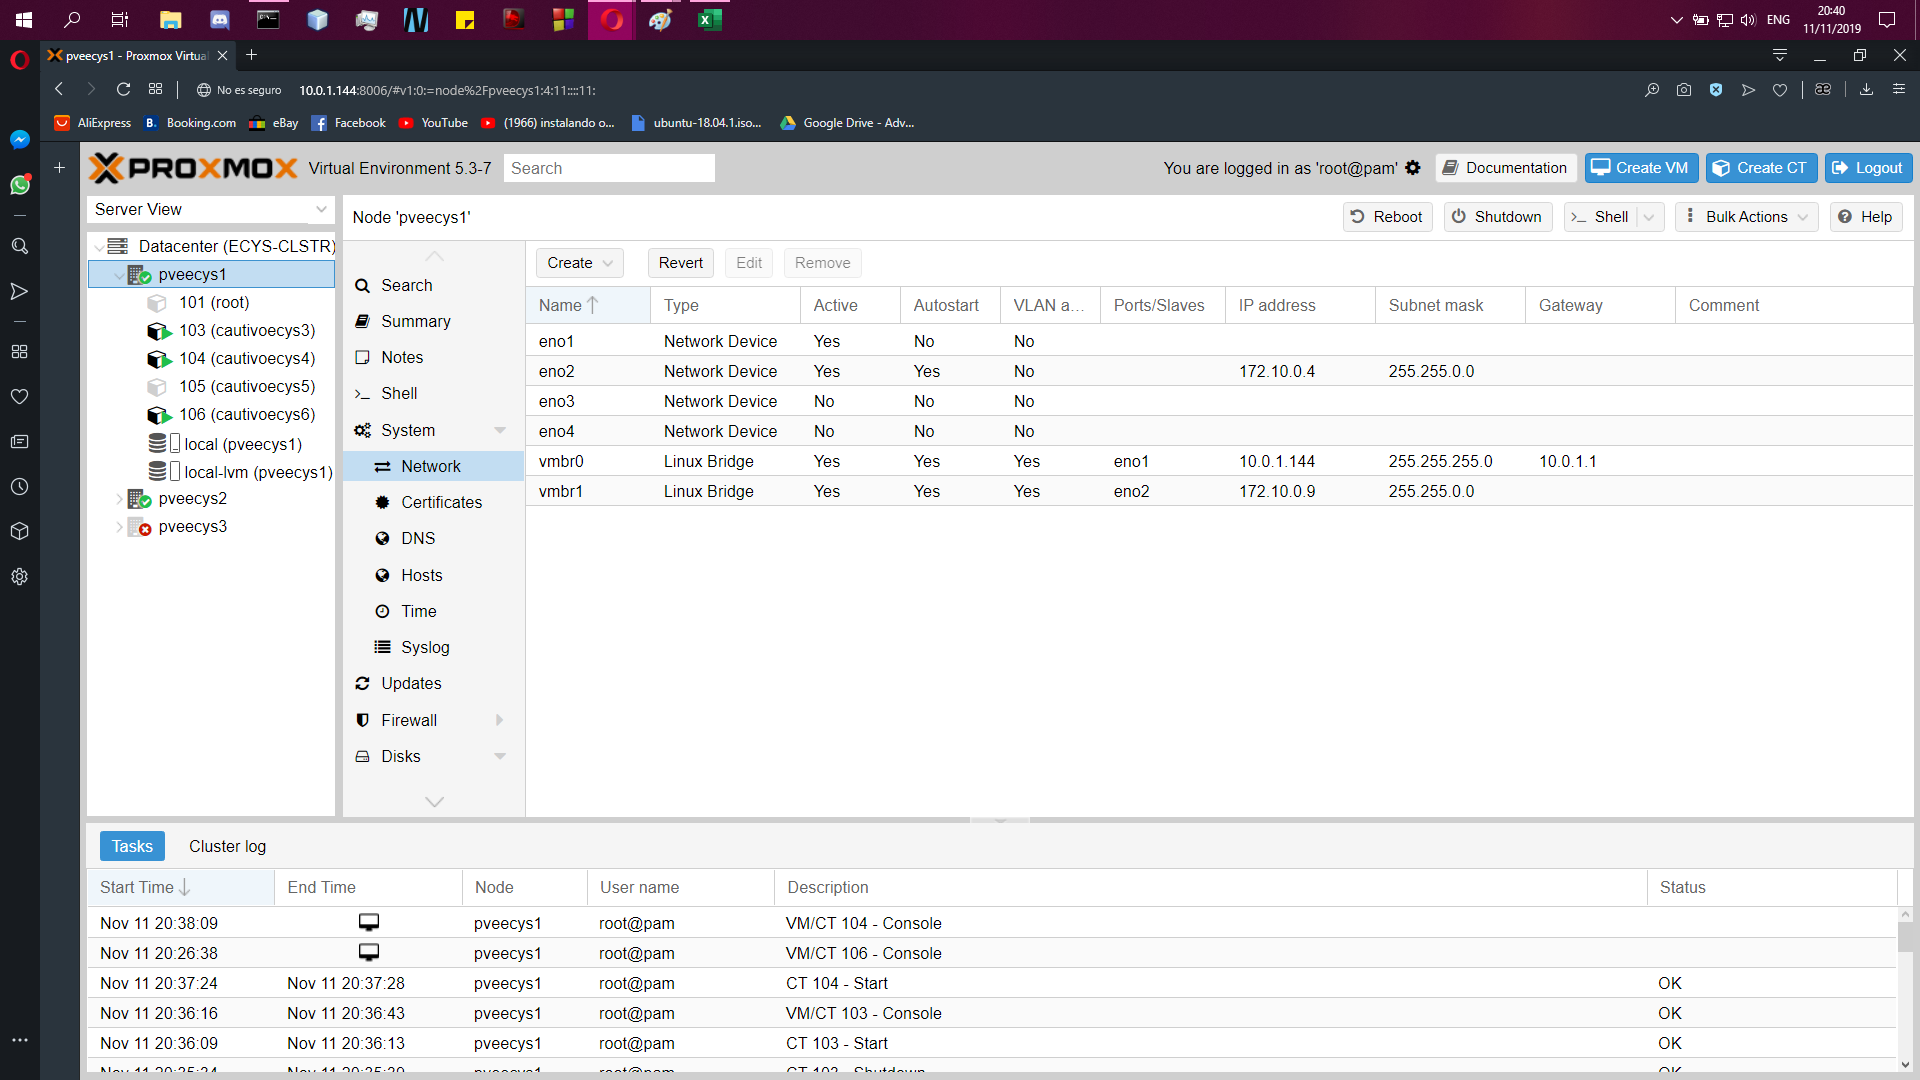 ENG
20:40
11/11/2019
pveecys1 - Proxmox Virtua
No es seguro
10.0.1.144:8006/#v1:0:=node%2Fpveecys1:4:11::::11:
AliExpress
Booking.com
eBay
Facebook
YouTube
(1966) instalando o...
ubuntu-18.04.1.iso...
Google Drive - Adv...
PROXMOX
Virtual Environment 5.3-7
Search
You are logged in as 'root@pam'
Documentation
Create VM
Create CT
Logout
Server View
Datacenter (ECYS-CLSTR)
pveecys1
101 (root)
103 (cautivoecys3)
104 (cautivoecys4)
105 (cautivoecys5)
106 (cautivoecys6)
local (pveecys1)
local-lvm (pveecys1)
pveecys2
pveecys3
Node 'pveecys1'
Reboot
Shutdown
Shell
Bulk Actions
Help
Search
Summary
Notes
Shell
System
Network
Certificates
DNS
Hosts
Time
Syslog
Updates
Firewall
Disks
Create
Revert
Edit
Remove
Name Type Active Autostart VLAN a... Ports/Slaves IP address Subnet mask Gateway Comment
eno1 Network Device Yes No No
eno2 Network Device Yes Yes No 172.10.0.4 255.255.0.0
eno3 Network Device No No No
eno4 Network Device No No No
vmbr0 Linux Bridge Yes Yes Yes eno1 10.0.1.144 255.255.255.0 10.0.1.1
vmbr1 Linux Bridge Yes Yes Yes eno2 172.10.0.9 255.255.0.0
Tasks
Cluster log
Start Time End Time Node User name Description Status
Nov 11 20:38:09 pveecys1 root@pam VM/CT 104 - Console
Nov 11 20:26:38 pveecys1 root@pam VM/CT 106 - Console
Nov 11 20:37:24 Nov 11 20:37:28 pveecys1 root@pam CT 104 - Start OK
Nov 11 20:36:16 Nov 11 20:36:43 pveecys1 root@pam VM/CT 103 - Console OK
Nov 11 20:36:09 Nov 11 20:36:13 pveecys1 root@pam CT 103 - Start OK